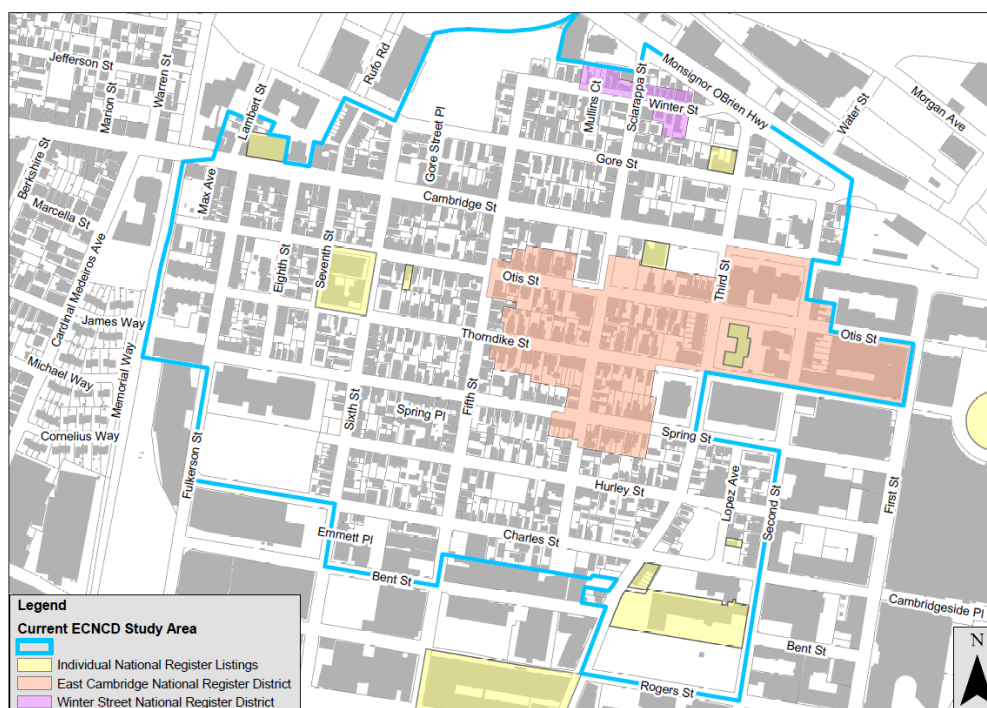 Jefferson St
Marion St
Warren St
Rufo Rd
Lambert St
Gore Street Pl
Mullins Ct
Sciarappa St
Winter St
Monsignor OBrien Hwy
Water St
Morgan Ave
Berkshire St
Marcella St
Max Ave
Gore St
Cambridge St
Cardinal Medeiros Ave
Eighth St
Seventh St
Otis St
Third St
James Way
Thorndike St
Otis St
Michael Way
Memorial Way
Sixth St
Spring Pl
Fifth St
Cornelius Way
Spring St
Fulkerson St
Hurley St
Lopez Ave
Second St
First St
Emmett Pl
Charles St
Bent St
Cambridgeside Pl
Bent St
Rogers St
Legend
Current ECNCD Study Area
Individual National Register Listings
East Cambridge National Register District
Winter Street National Register District
N